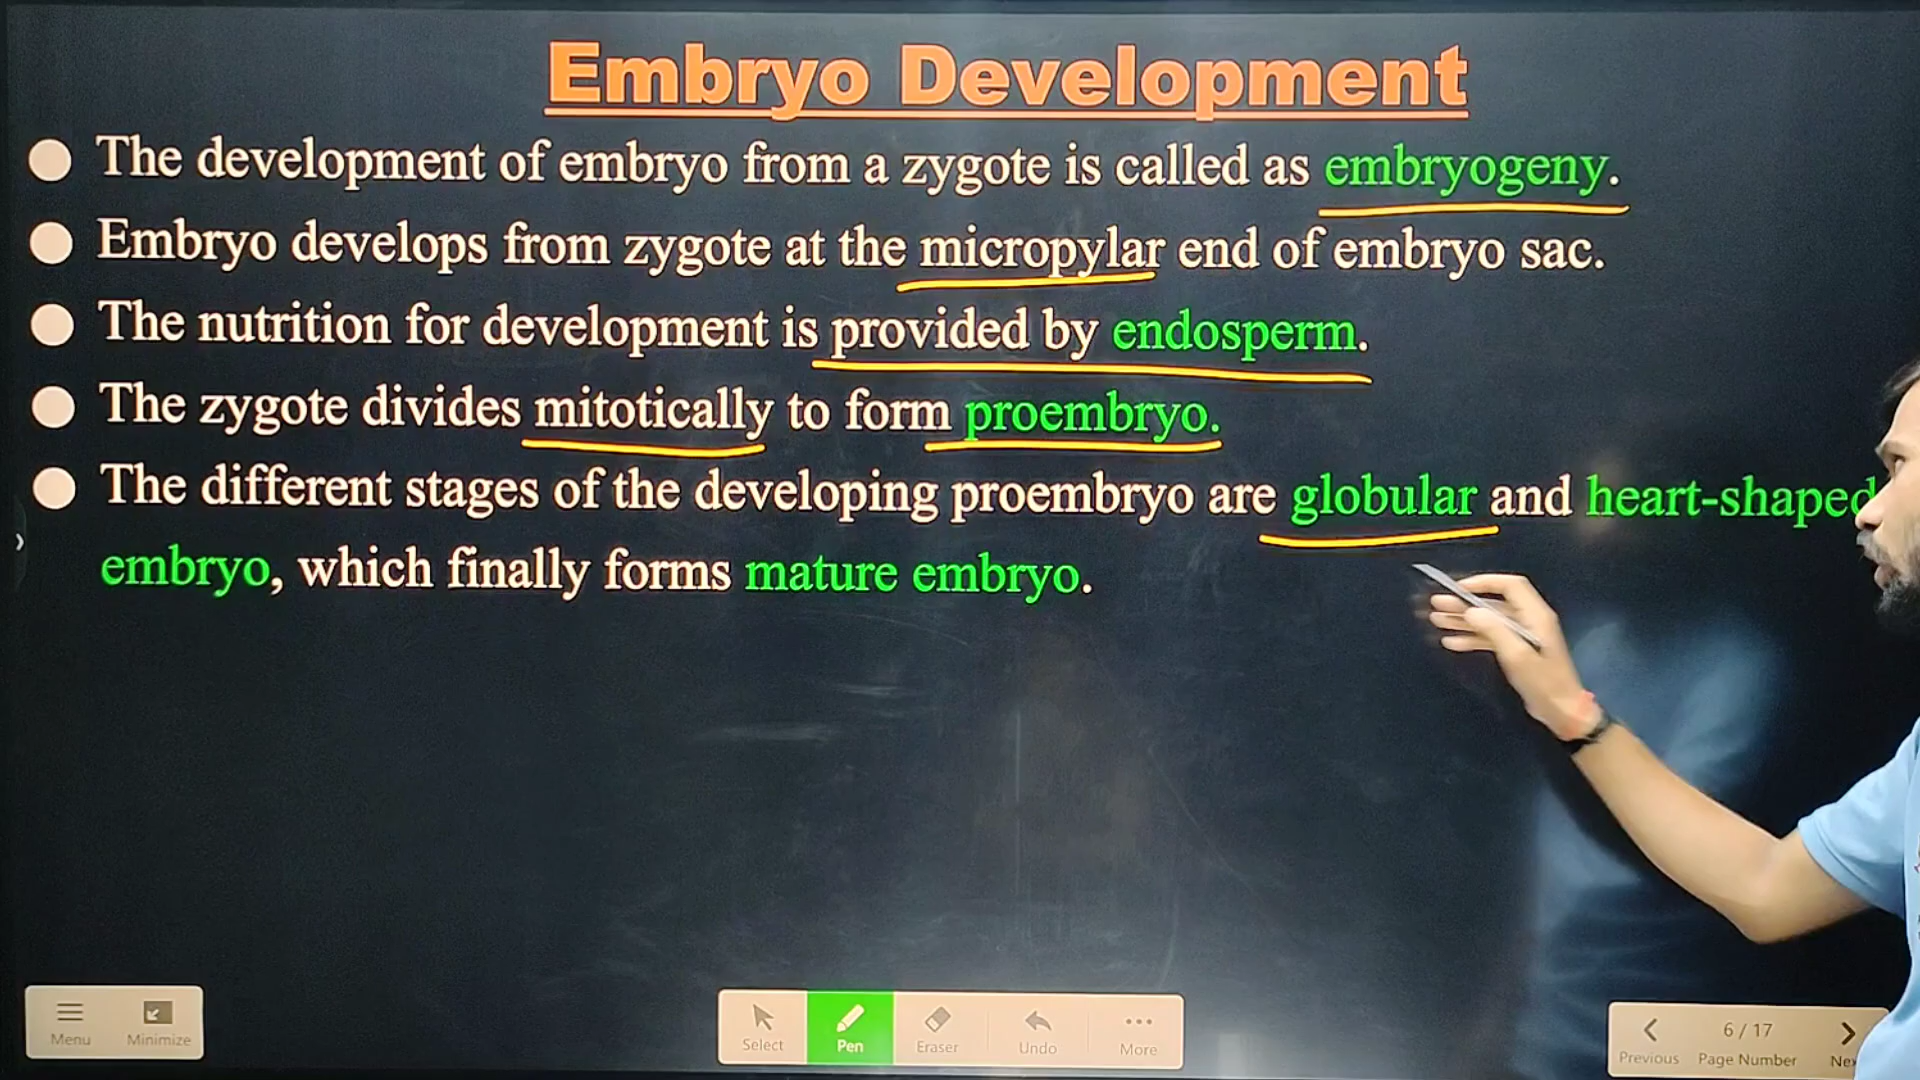 Embryo Development
The development of embryo from a zygote is called as embryogeny.
Embryo develops from zygote at the micropylar end of embryo sac.
The nutrition for development is provided by endosperm.
The zygote divides mitotically to form proembryo.
The different stages of the developing proembryo are globular and heart-shaped
embryo, which finally forms mature embryo.
Menu Minimize
Select Pen Eraser Undo More
6 / 17
Previous Page Number